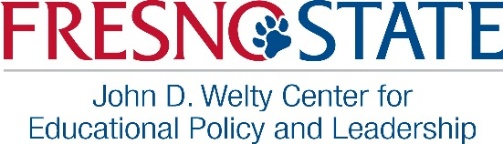 FRESNO STATE
John D. Welty Center for
Educational Policy and Leadership